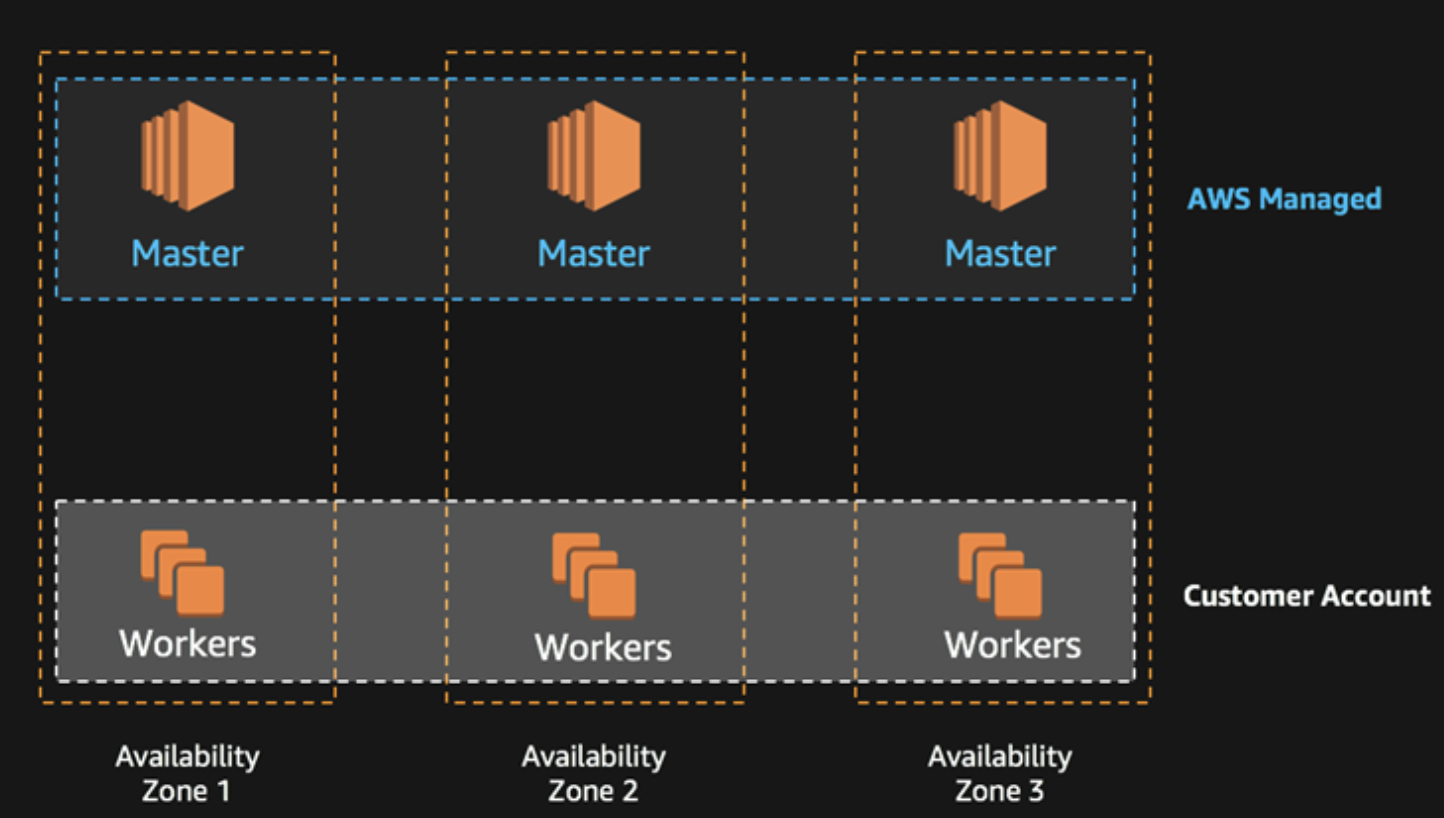 Master
Master
Master
AWS Managed
Workers
Workers
Workers
Customer Account
Availability
Zone 1
Availability
Zone 2
Availability
Zone 3